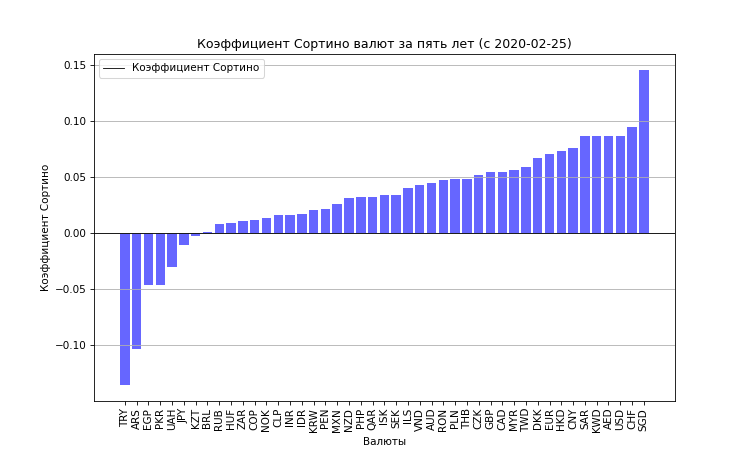 Коэффициент Сортино валют за пять лет (с 2020-02-25)
Коэффициент Сортино
0.15
0.10
0.05
0.00
−0.05
−0.10
Коэффициент Сортино
TRY
ARS
EGP
PKR
UAH
JPY
KZT
BRL
RUB
HUF
ZAR
COP
NOK
CLP
INR
IDR
KRW
PEN
MXN
NZD
PHP
QAR
ISK
SEK
ILS
VND
AUD
RON
PLN
THB
CZK
GBP
CAD
MYR
TWD
DKK
EUR
HKD
CNY
SAR
KWD
AED
USD
CHF
SGD
Валюты